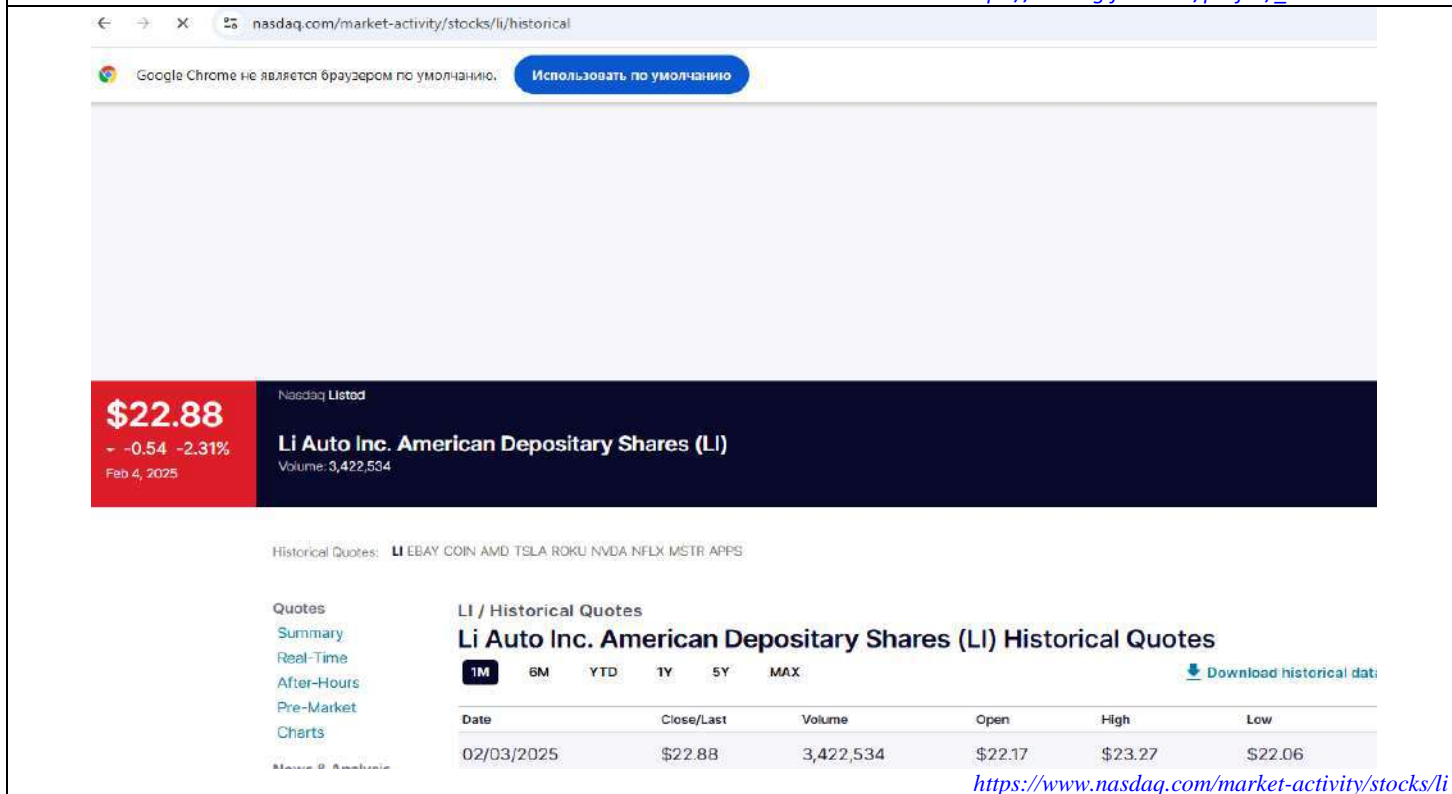 nasdaq.com/market-activity/stocks/li/historical
Google Chrome не является браузером по умолчанию. Использовать по умолчанию
Nasdaq Listed
$22.88
-0.54 -2.31%
Feb 4, 2025
Li Auto Inc. American Depositary Shares (LI)
Volume: 3,422,534
Historical Quotes: LI EBAY COIN AMD TSLA ROKU NVDA NFLX MSTR APPS
Quotes
Summary
Real-Time
After-Hours
Pre-Market
Charts
News & Analysis
LI / Historical Quotes
Li Auto Inc. American Depositary Shares (LI) Historical Quotes
1M 6M YTD 1Y 5Y MAX
Download historical data
Date Close/Last Volume Open High Low
02/03/2025 $22.88 3,422,534 $22.17 $23.27 $22.06
https://www.nasdaq.com/market-activity/stocks/li